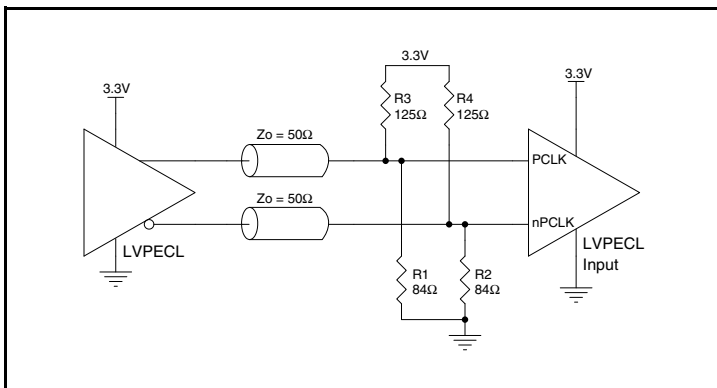 3.3V
3.3V
3.3V
R3
125Ω
R4
125Ω
Zo = 50Ω
PCLK
Zo = 50Ω
nPCLK
LVPECL
LVPECL
Input
R1
84Ω
R2
84Ω